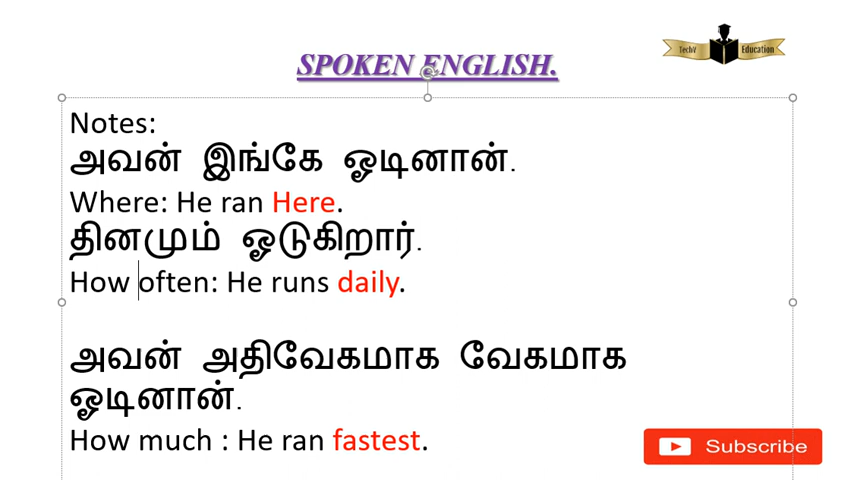 SPOKEN ENGLISH.
TechV Education
Notes:
அவன் இங்கே ஓடினான்.
Where: He ran Here.
தினமும் ஓடுகிறார்.
How often: He runs daily.
அவன் அதிவேகமாக வேகமாக
ஓடினான்.
How much : He ran fastest.
Subscribe